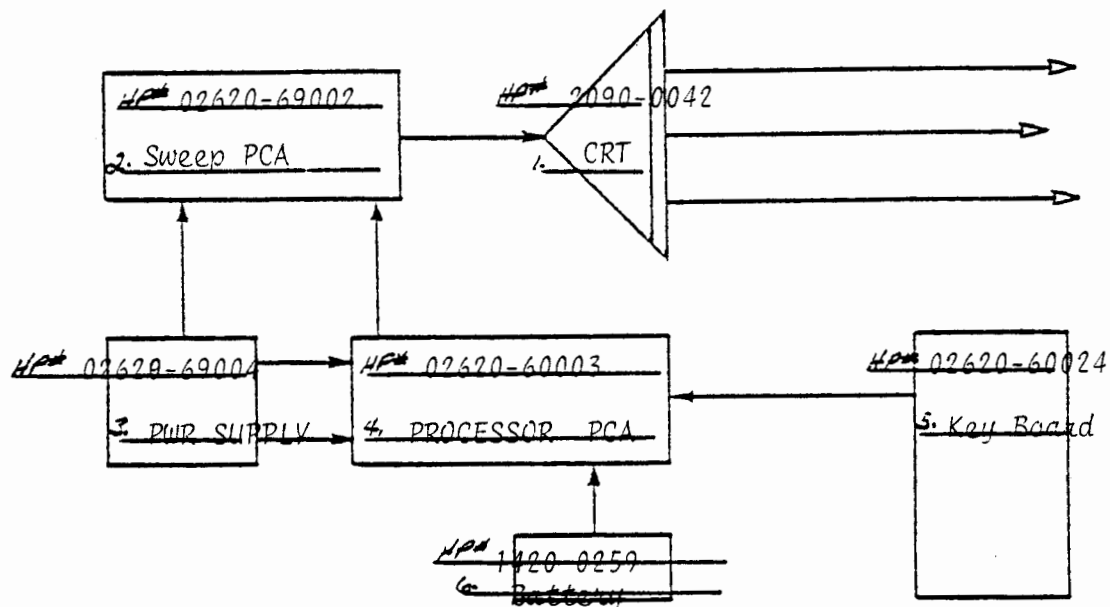 HP# 02620-69002
2. Sweep PCA
HP# 2090-0042
1. CRT
HP# 02620-69004
3. PWR SUPPLY
HP# 02620-60003
4. PROCESSOR PCA
HP# 02620-60024
5. Key Board
HP# 1420-0259
6. Battery